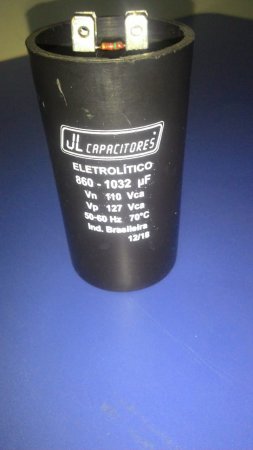 JL CAPACITORES
ELETROLÍTICO
860 - 1032 µF
Vn 110 Vca
Vp 127 Vca
50-60 Hz 70°C
Ind. Brasileira
12/18